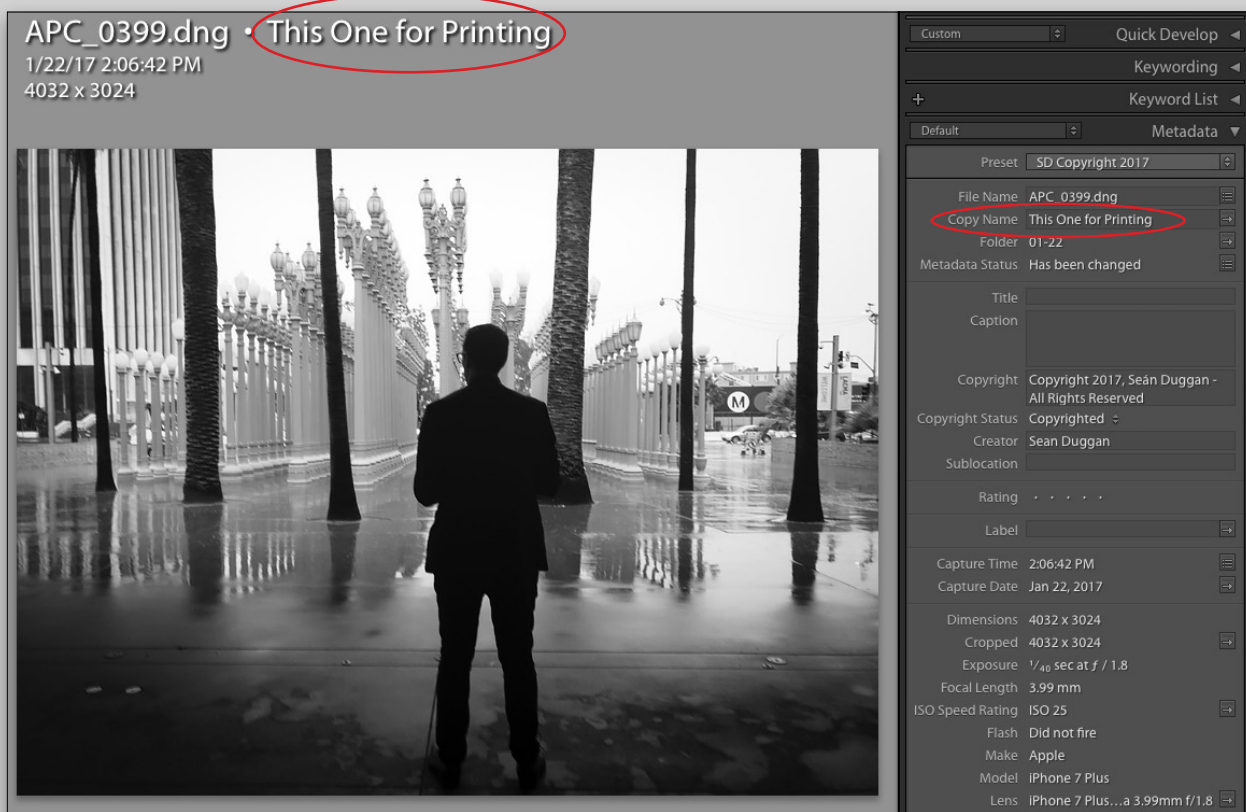 APC_0399.dng • This One for Printing
1/22/17 2:06:42 PM
4032 x 3024
Custom Quick Develop
Keywording
Keyword List
Default Metadata
Preset SD Copyright 2017
File Name APC_0399.dng
Copy Name This One for Printing
Folder 01-22
Metadata Status Has been changed
Title
Caption
Copyright Copyright 2017, Seán Duggan -
All Rights Reserved
Copyright Status Copyrighted
Creator Sean Duggan
Sublocation
Rating · · · · ·
Label
Capture Time 2:06:42 PM
Capture Date Jan 22, 2017
Dimensions 4032 x 3024
Cropped 4032 x 3024
Exposure 1/40 sec at ƒ / 1.8
Focal Length 3.99 mm
ISO Speed Rating ISO 25
Flash Did not fire
Make Apple
Model iPhone 7 Plus
Lens iPhone 7 Plus…a 3.99mm f/1.8
M
LACMA